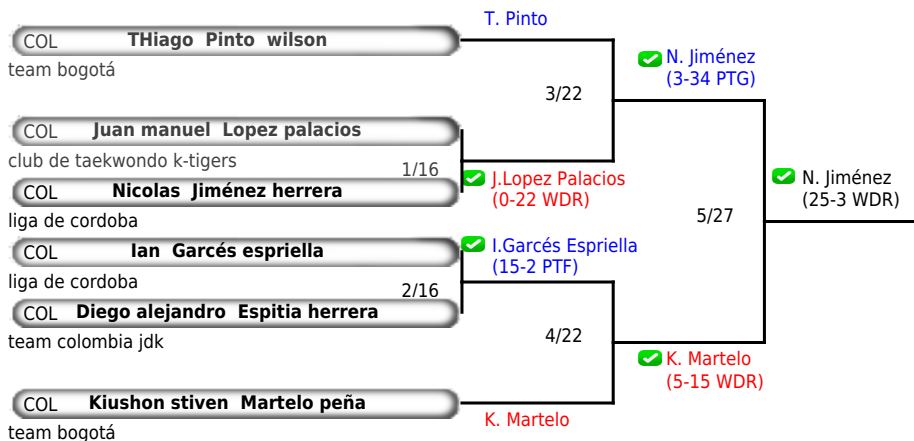 T. Pinto
COL THiago Pinto wilson
team bogotá
N. Jiménez
(3-34 PTG)
3/22
COL Juan manuel Lopez palacios
club de taekwondo k-tigers
1/16
J.Lopez Palacios
(0-22 WDR)
COL Nicolas Jiménez herrera
liga de cordoba
N. Jiménez
(25-3 WDR)
5/27
COL Ian Garcés espriella
liga de cordoba
I.Garcés Espriella
(15-2 PTF)
2/16
COL Diego alejandro Espitia herrera
team colombia jdk
4/22
K. Martelo
(5-15 WDR)
COL Kiushon stiven Martelo peña
team bogotá
K. Martelo